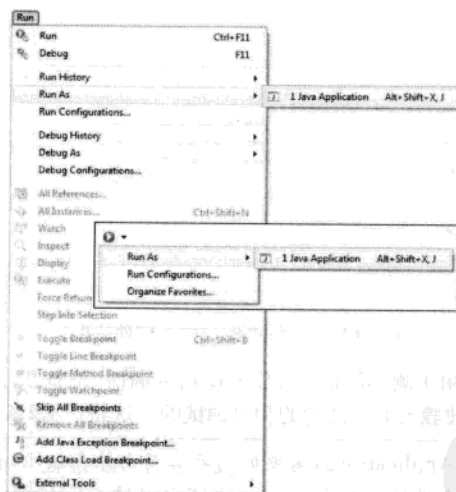 Run
Run Ctrl+F11
Debug F11
Run History
Run As
1 Java Application Alt+Shift+X, J
Run Configurations...
Debug History
Debug As
Debug Configurations...
All References...
All Instances... Ctrl+Shift+N
Watch
Inspect
Display
Execute
Force Return
Step Into Selection
Run As
1 Java Application Alt+Shift+X, J
Run Configurations...
Organize Favorites...
Toggle Breakpoint Ctrl+Shift+B
Toggle Line Breakpoint
Toggle Method Breakpoint
Toggle Watchpoint
Skip All Breakpoints
Remove All Breakpoints
Add Java Exception Breakpoint...
Add Class Load Breakpoint...
External Tools